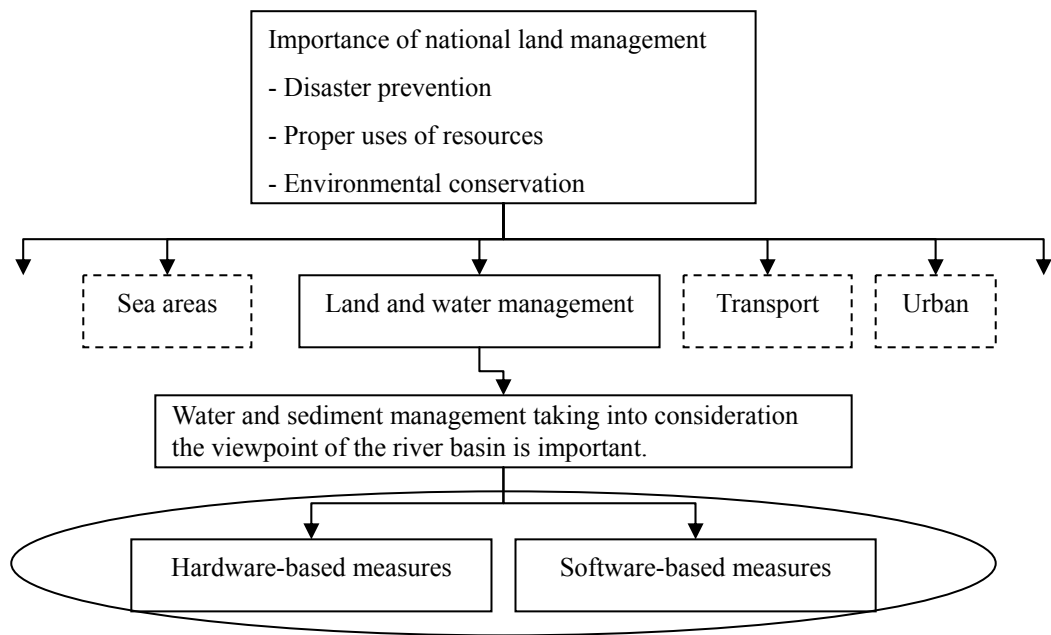 Importance of national land management
- Disaster prevention
- Proper uses of resources
- Environmental conservation
Sea areas
Land and water management
Transport
Urban
Water and sediment management taking into consideration
the viewpoint of the river basin is important.
Hardware-based measures
Software-based measures